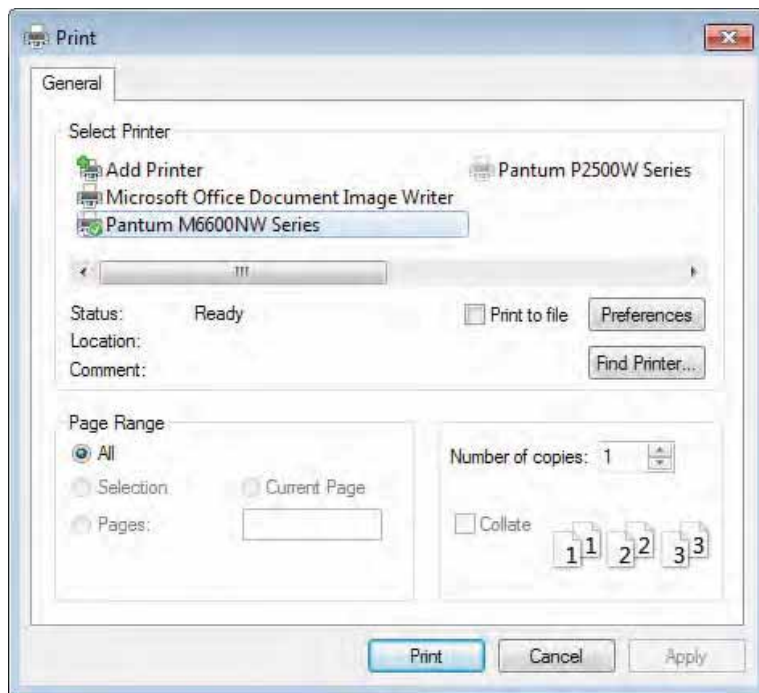 Print
General
Select Printer
Add Printer
Pantum P2500W Series
Microsoft Office Document Image Writer
Pantum M6600NW Series
Status: Ready
Print to file
Preferences
Location:
Comment:
Find Printer...
Page Range
All
Selection
Current Page
Pages:
Number of copies: 1
Collate
1 1 2 2 3 3
Print
Cancel
Apply